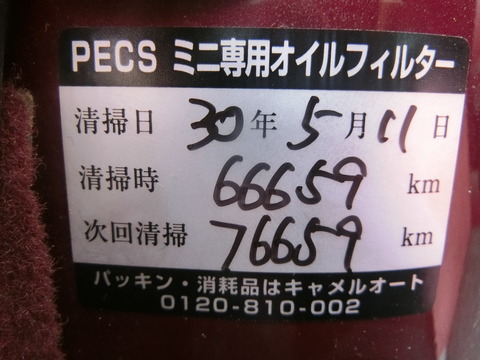 PECS ミニ専用オイルフィルター
清掃日 30年 5月 11日
清掃時 66659 km
次回清掃 76659 km
パッキン・消耗品はキャメルオート
0120-810-002